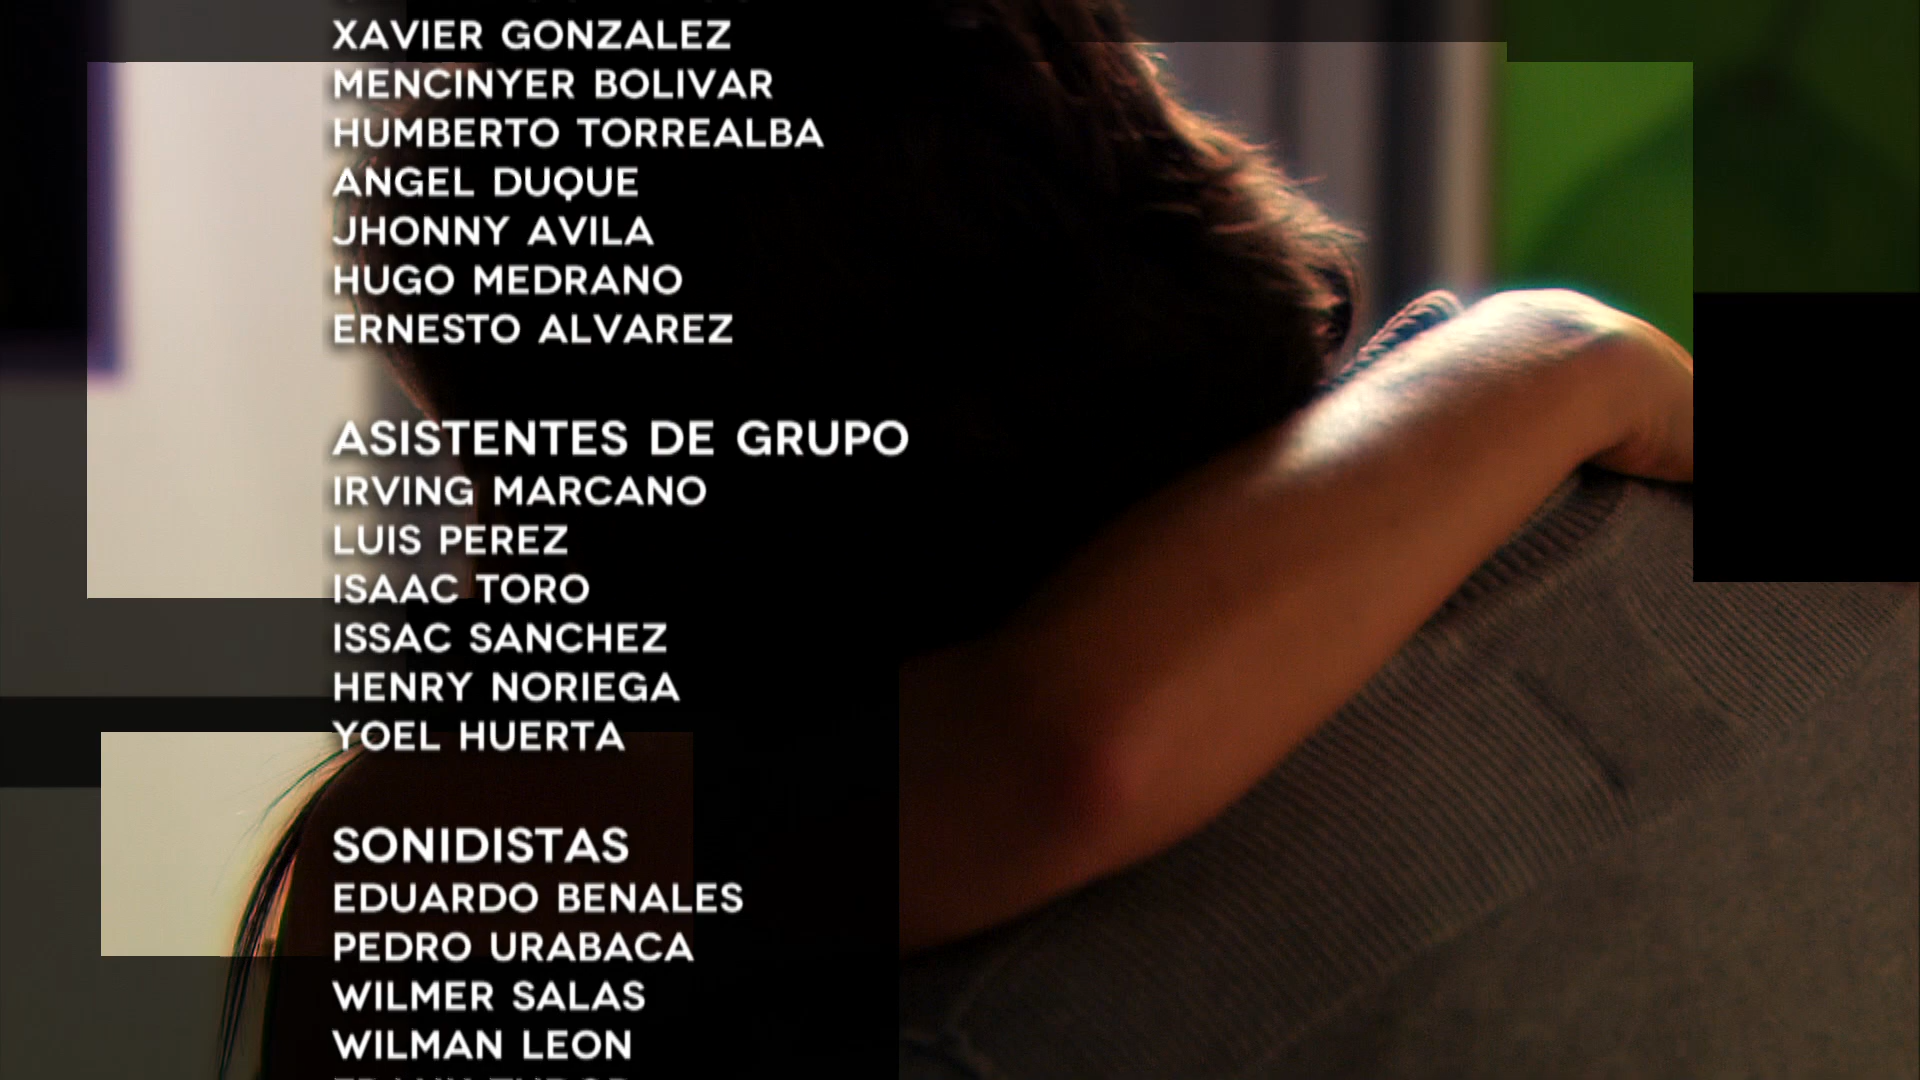 XAVIER GONZALEZ
MENCINYER BOLIVAR
HUMBERTO TORREALBA
ANGEL DUQUE
JHONNY AVILA
HUGO MEDRANO
ERNESTO ALVAREZ
ASISTENTES DE GRUPO
IRVING MARCANO
LUIS PEREZ
ISAAC TORO
ISSAC SANCHEZ
HENRY NORIEGA
YOEL HUERTA
SONIDISTAS
EDUARDO BENALES
PEDRO URABACA
WILMER SALAS
WILMAN LEON